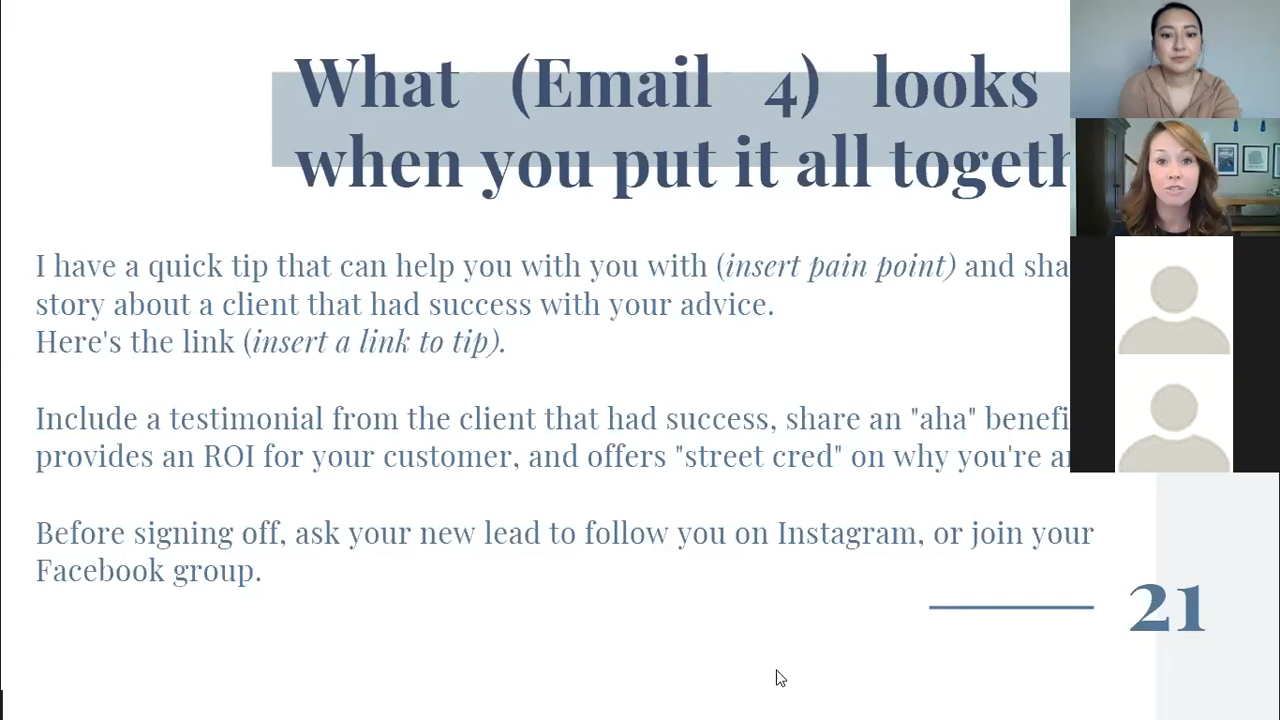 What (Email 4) looks
when you put it all togeth
I have a quick tip that can help you with you with (insert pain point) and sha
story about a client that had success with your advice.
Here's the link (insert a link to tip).
Include a testimonial from the client that had success, share an "aha" benefi
provides an ROI for your customer, and offers "street cred" on why you're an
Before signing off, ask your new lead to follow you on Instagram, or join your
Facebook group.
21